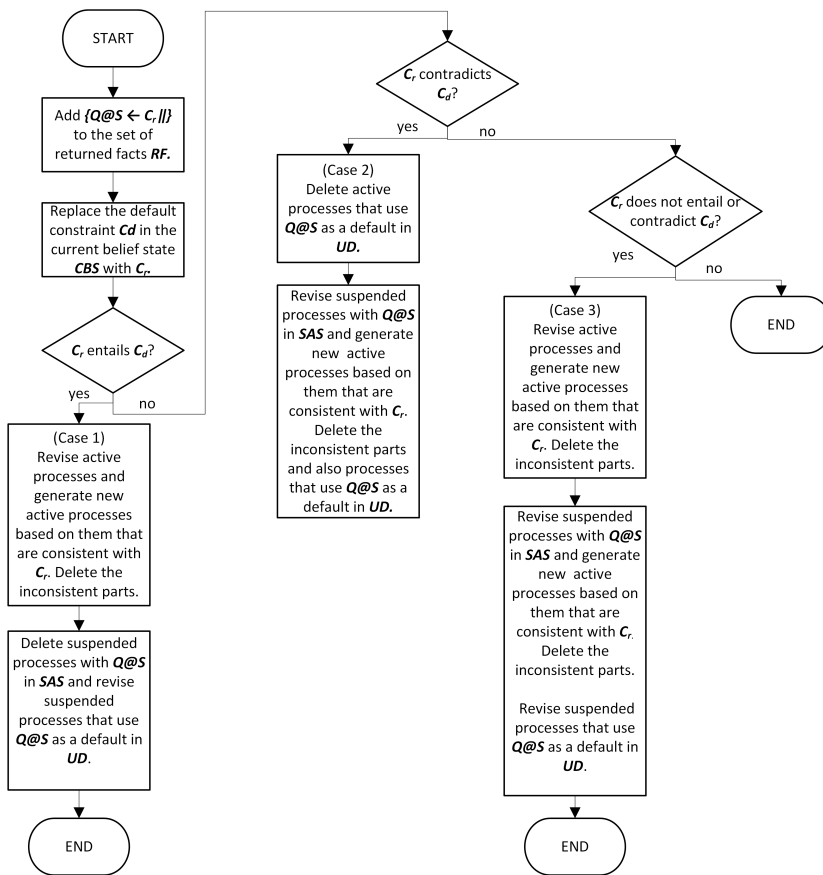 START
Add {Q@S ← Cr||}
to the set of
returned facts RF.
Replace the default
constraint Cd in the
current belief state
CBS with Cr.
Cr entails Cd?
yes
no
(Case 1)
Revise active
processes and
generate new
active processes
based on them that
are consistent with
Cr. Delete the
inconsistent parts.
Delete suspended
processes with Q@S
in SAS and revise
suspended
processes that use
Q@S as a default in
UD.
END
Cr contradicts
Cd?
yes
no
(Case 2)
Delete active
processes that use
Q@S as a default in
UD.
Revise suspended
processes with Q@S
in SAS and generate
new active
processes based on
them that are
consistent with Cr.
Delete the
inconsistent parts
and also processes
that use Q@S as a
default in UD.
Cr does not entail or
contradict Cd?
yes
no
END
(Case 3)
Revise active
processes and
generate new active
processes based on
them that
are consistent with
Cr. Delete the
inconsistent parts.
Revise suspended
processes with Q@S
in SAS and generate
new active
processes based on
them that are
consistent with Cr.
Delete the
inconsistent parts.
Revise suspended
processes that use
Q@S as a default in
UD.
END